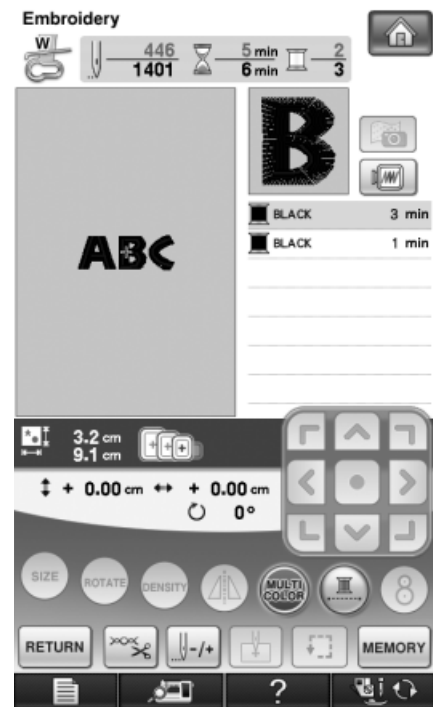 Embroidery
W
446
1401
5 min
6 min
2
3
B
BLACK 3 min
BLACK 1 min
ABC
3.2 cm
9.1 cm
+ 0.00 cm + 0.00 cm
0°
SIZE
ROTATE
DENSITY
MULTI
COLOR
8
RETURN
-/+
MEMORY
?